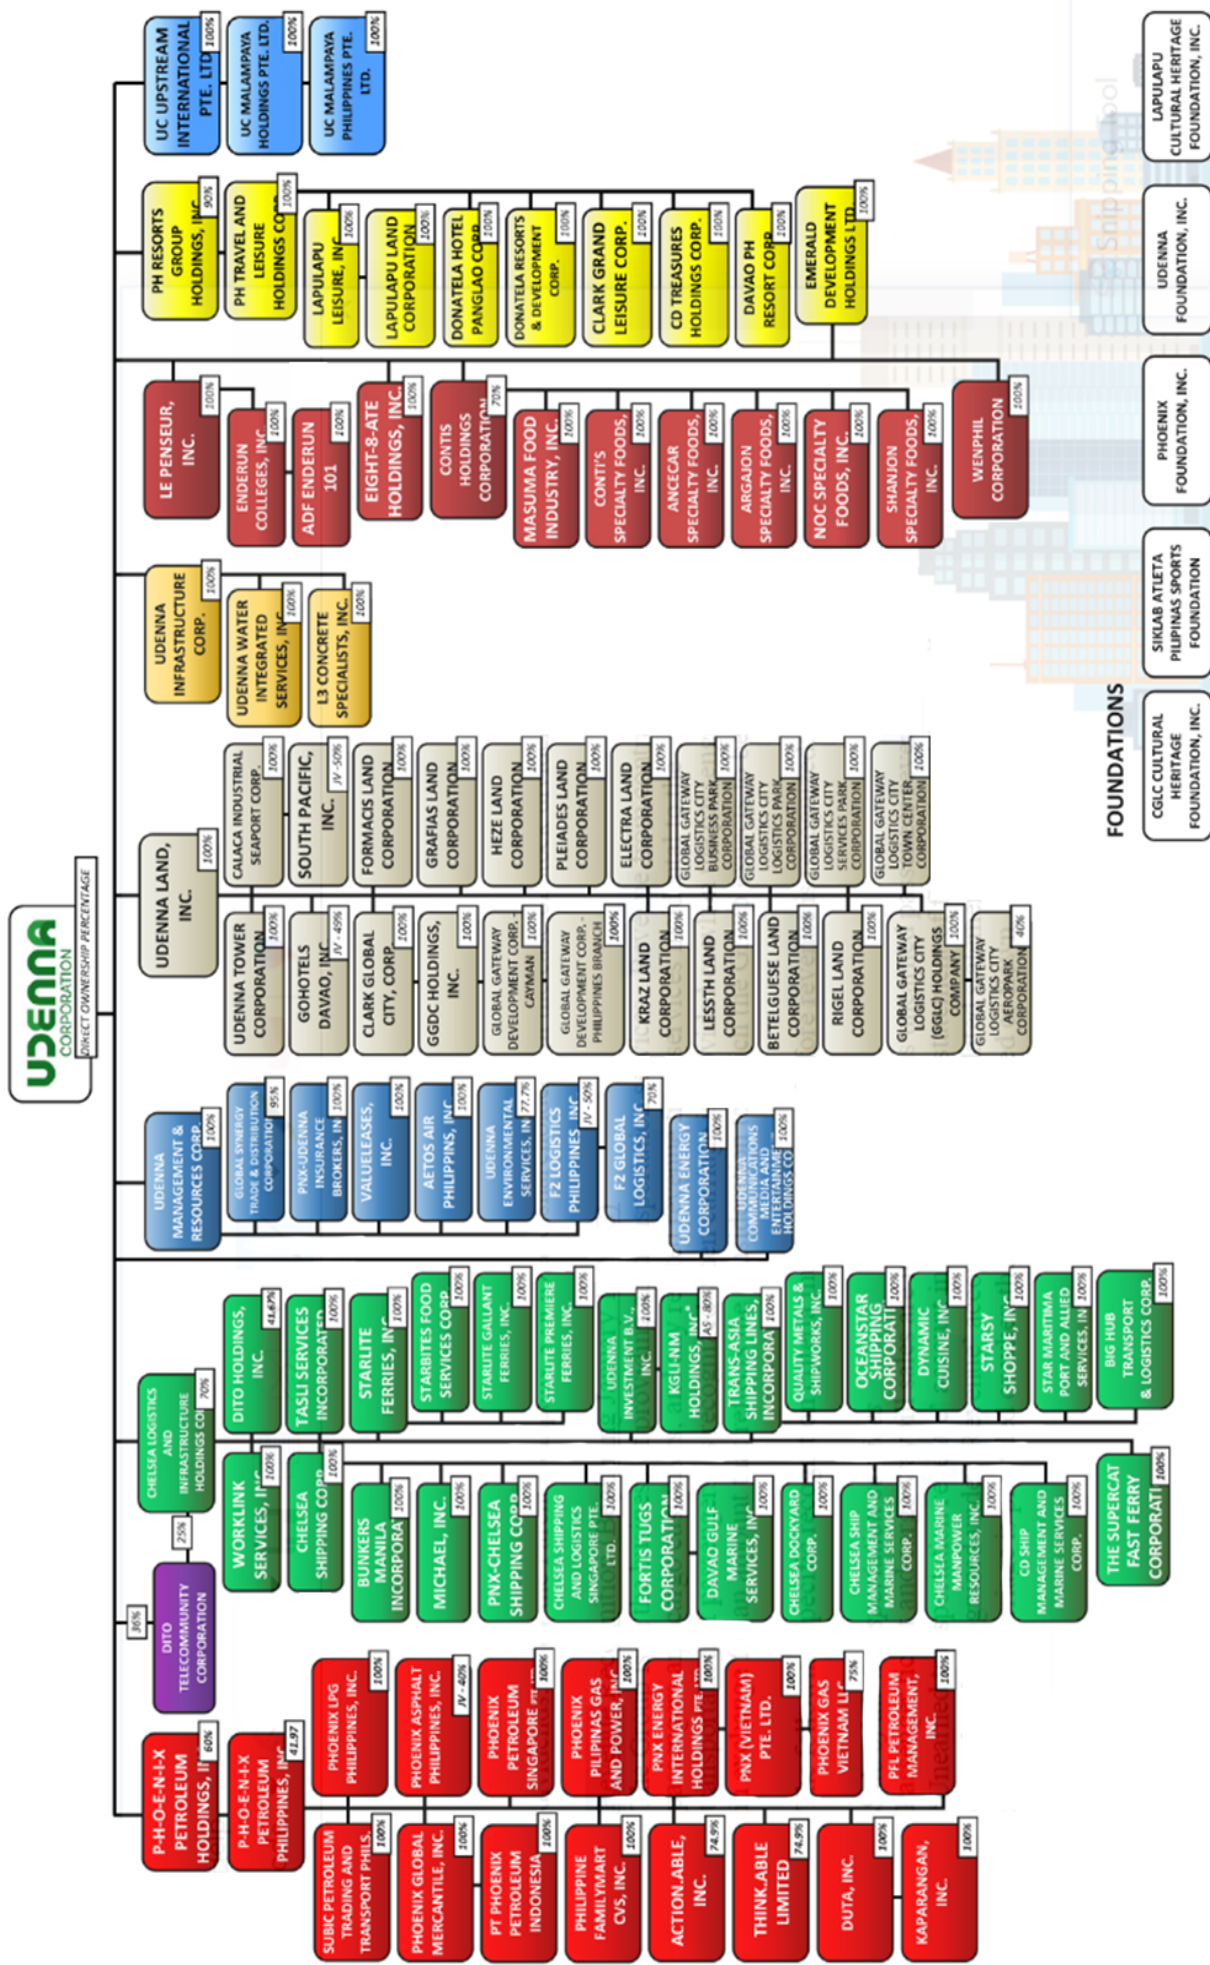 UDENNA
CORPORATION
DIRECT OWNERSHIP PERCENTAGE
P-H-O-E-N-I-X
PETROLEUM
HOLDINGS,
60%
P-H-O-E-N-I-X
PETROLEUM
PHILIPPINES, INC
41.97
SUBIC PETROLEUM
TRADING AND
TRANSPORT PHILS.
100%
PHOENIX GLOBAL
MERCANTILE, INC.
100%
PT PHOENIX
PETROLEUM
INDONESIA
100%
PHILIPPINE
FAMILYMART
CVS, INC.
100%
ACTION.ABLE,
INC.
74.9%
THINK.ABLE
LIMITED
74.9%
DUTA, INC.
100%
KAPARANGAN,
INC.
100%
PHOENIX LPG
PHILIPPINES, INC.
100%
PHOENIX ASPHALT
PHILIPPINES, INC.
JV - 40%
PHOENIX
PETROLEUM
SINGAPORE PTE
100%
PHOENIX
PILIPINAS GAS
AND POWER, INC
100%
PNX ENERGY
INTERNATIONAL
HOLDINGS PTE.
100%
PNX (VIETNAM)
PTE. LTD.
100%
PHOENIX GAS
VIETNAM LLC
75%
PFL PETROLEUM
MANAGEMENT,
INC.
100%
36%
DITO
TELECOMMUNITY
CORPORATION
25%
CHELSEA LOGISTICS
AND
INFRASTRUCTURE
HOLDINGS CO
70%
WORKLINK
SERVICES, INC
100%
CHELSEA
SHIPPING CORP
100%
BUNKERS
MANILA
INCORPORAT
100%
MICHAEL, INC.
100%
PNX-CHELSEA
SHIPPING CORP
100%
CHELSEA SHIPPING
AND LOGISTICS
SINGAPORE PTE.
LTD.
100%
FORTIS TUGS
CORPORATION
100%
DAVAO GULF
MARINE
SERVICES, INC
100%
CHELSEA DOCKYARD
CORP.
100%
CHELSEA SHIP
MANAGEMENT AND
MARINE SERVICES
CORP.
100%
CHELSEA MARINE
MANPOWER
RESOURCES, INC.
100%
CD SHIP
MANAGEMENT AND
MARINE SERVICES
CORP.
100%
THE SUPERCAT
FAST FERRY
CORPORATI
100%
DITO HOLDINGS,
INC.
41.67%
TASLI SERVICES
INCORPORATED
100%
STARLITE
FERRIES, INC
100%
STARBITES FOOD
SERVICES CORP
100%
STARLITE GALLANT
FERRIES, INC.
100%
STARLITE PREMIERE
FERRIES, INC.
100%
UDENNA
INVESTMENT B.V.,
INC.
100%
KGLI-NM
HOLDINGS, INC*
AS - 80%
TRANS-ASIA
SHIPPING LINES,
INCORPORA
100%
QUALITY METALS &
SHIPWORKS, INC.
100%
OCEANSTAR
SHIPPING
CORPORATI
100%
DYNAMIC
CUISINE, INC
100%
STARSY
SHOPPE, INC
100%
STAR MARITIMA
PORT AND ALLIED
SERVICES, IN
100%
BIG HUB
TRANSPORT
& LOGISTICS CORP.
100%
UDENNA
MANAGEMENT &
RESOURCES CORP.
100%
GLOBAL SYNERGY
TRADE & DISTRIBUTION
CORPORATION
95%
PNX-UDENNA
INSURANCE
BROKERS, IN
100%
VALUELEASES,
INC.
100%
AETOS AIR
PHILIPPINS, INC
100%
UDENNA
ENVIRONMENTAL
SERVICES, IN
77.7%
F2 LOGISTICS
PHILIPPINES, INC
JV - 50%
F2 GLOBAL
LOGISTICS, INC
70%
UDENNA ENERGY
CORPORATION
100%
UDENNA
COMMUNICATIONS
MEDIA AND
ENTERTAINME
HOLDINGS CO
100%
UDENNA LAND,
INC.
100%
UDENNA TOWER
CORPORATION
100%
GOHOTELS
DAVAO, INC
JV - 49%
CLARK GLOBAL
CITY, CORP.
100%
GGDC HOLDINGS,
INC.
100%
GLOBAL GATEWAY
DEVELOPMENT CORP. -
CAYMAN
100%
GLOBAL GATEWAY
DEVELOPMENT CORP. -
PHILIPPINES BRANCH
100%
KRAZ LAND
CORPORATION
100%
LESSTH LAND
CORPORATION
100%
BETELGUESE LAND
CORPORATION
100%
RIGEL LAND
CORPORATION
100%
GLOBAL GATEWAY
LOGISTICS CITY
(GGLC) HOLDINGS
COMPANY
100%
GLOBAL GATEWAY
LOGISTICS CITY
AEROPARK
CORPORATION
40%
CALACA INDUSTRIAL
SEAPORT CORP.
100%
SOUTH PACIFIC,
INC.
JV -50%
FORMACIS LAND
CORPORATION
100%
GRAFIAS LAND
CORPORATION
100%
HEZE LAND
CORPORATION
100%
PLEIADES LAND
CORPORATION
100%
ELECTRA LAND
CORPORATION
100%
GLOBAL GATEWAY
LOGISTICS CITY
BUSINESS PARK
CORPORATION
100%
GLOBAL GATEWAY
LOGISTICS CITY
LOGISTICS PARK
CORPORATION
100%
GLOBAL GATEWAY
LOGISTICS CITY
SERVICES PARK
CORPORATION
100%
GLOBAL GATEWAY
LOGISTICS CITY
TOWN CENTER
CORPORATION
100%
UDENNA
INFRASTRUCTURE
CORP.
100%
UDENNA WATER
INTEGRATED
SERVICES, INC
100%
L3 CONCRETE
SPECIALISTS, INC.
100%
LE PENSEUR,
INC.
100%
ENDERUN
COLLEGES, INC.
100%
ADF ENDERUN
101
100%
EIGHT-8-ATE
HOLDINGS, INC.
100%
CONTIS
HOLDINGS
CORPORATION
70%
MASUMA FOOD
INDUSTRY, INC.
100%
CONTI'S
SPECIALTY FOODS,
INC.
100%
ANCECAR
SPECIALTY FOODS,
INC.
100%
ARGAJON
SPECIALTY FOODS,
INC.
100%
NOC SPECIALTY
FOODS, INC.
100%
SHANJON
SPECIALTY FOODS,
INC.
100%
WENPHIL
CORPORATION
100%
PH RESORTS
GROUP
HOLDINGS, INC
90%
PH TRAVEL AND
LEISURE
HOLDINGS CORP
100%
LAPULAPU
LEISURE, INC
100%
LAPULAPU LAND
CORPORATION
100%
DONATELA HOTEL
PANGLAO CORP
100%
DONATELA RESORTS
& DEVELOPMENT
CORP.
100%
CLARK GRAND
LEISURE CORP.
100%
CD TREASURES
HOLDINGS CORP.
100%
DAVAO PH
RESORT CORP
100%
EMERALD
DEVELOPMENT
HOLDINGS LTD
100%
UC UPSTREAM
INTERNATIONAL
PTE. LTD
100%
UC MALAMPAYA
HOLDINGS PTE. LTD.
100%
UC MALAMPAYA
PHILIPPINES PTE.
LTD.
100%
FOUNDATIONS
CGLC CULTURAL
HERITAGE
FOUNDATION, INC.
SIKLAB ATLETA
PILIPINAS SPORTS
FOUNDATION
PHOENIX
FOUNDATION, INC.
UDENNA
FOUNDATION, INC.
LAPULAPU
CULTURAL HERITAGE
FOUNDATION, INC.